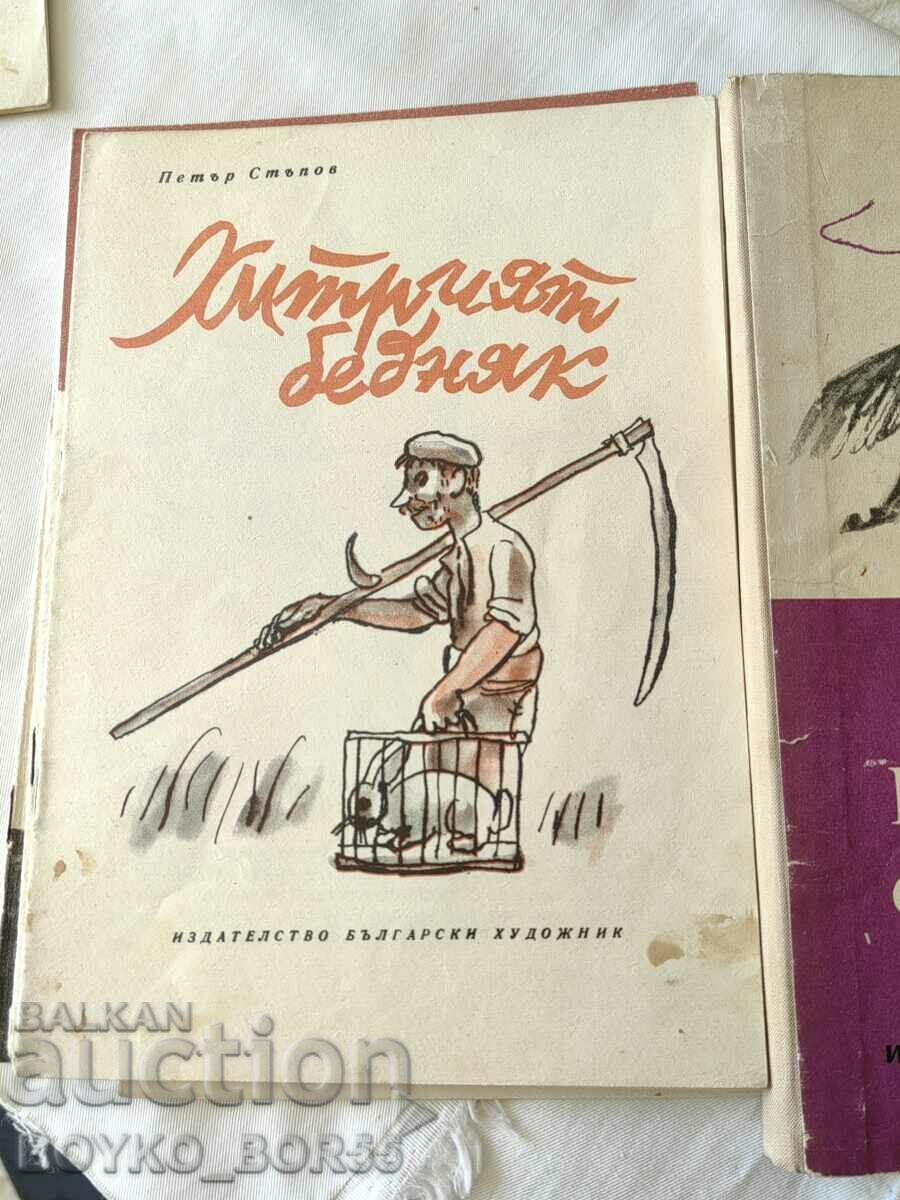 Петър Стъпов
Хитрият
бедняк
ИЗДАТЕЛСТВО БЪЛГАРСКИ ХУДОЖНИК
BALKAN
auction
BOYKO_BOR55